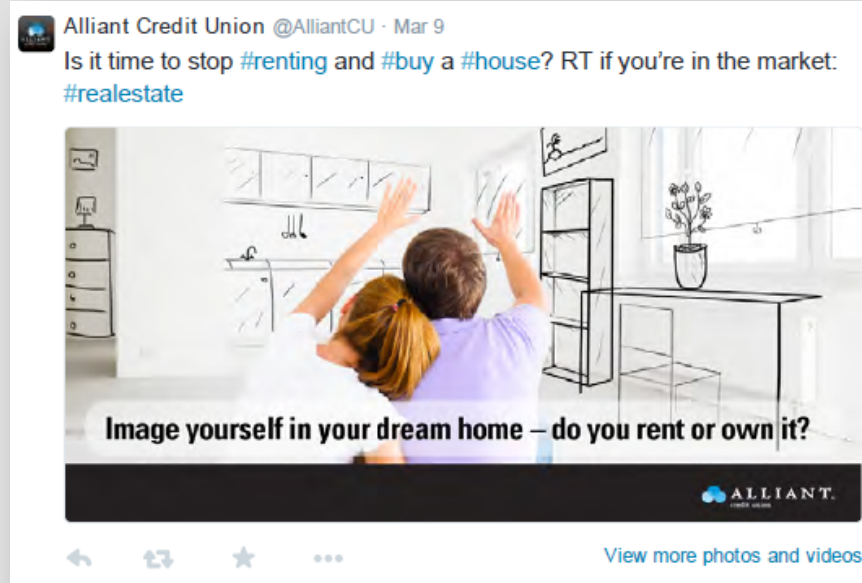 Alliant Credit Union @AlliantCU · Mar 9
Is it time to stop #renting and #buy a #house? RT if you're in the market:
#realestate
Image yourself in your dream home – do you rent or own it?
ALLIANT.
credit union
View more photos and videos